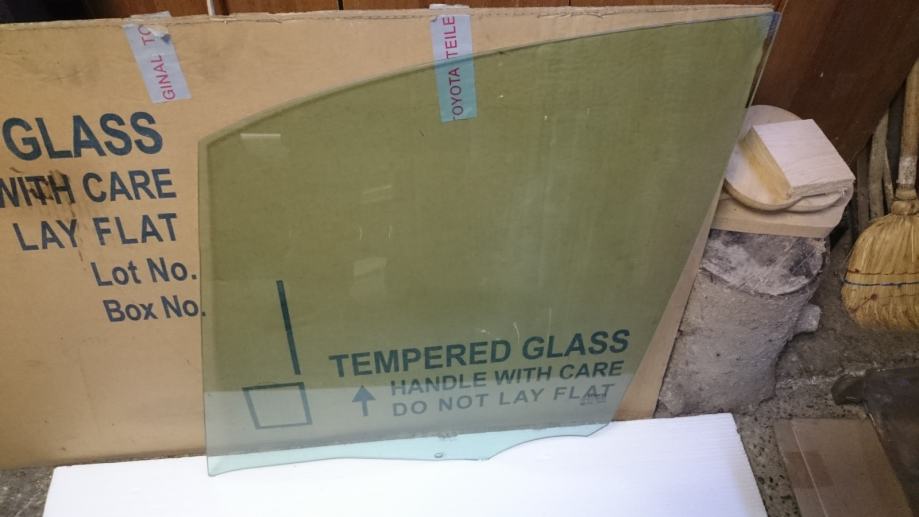 GINAL TO
TOYOTA TEILE
GLASS
WITH CARE
LAY FLAT
Lot No.
Box No.
TEMPERED GLASS
HANDLE WITH CARE
DO NOT LAY FLAT